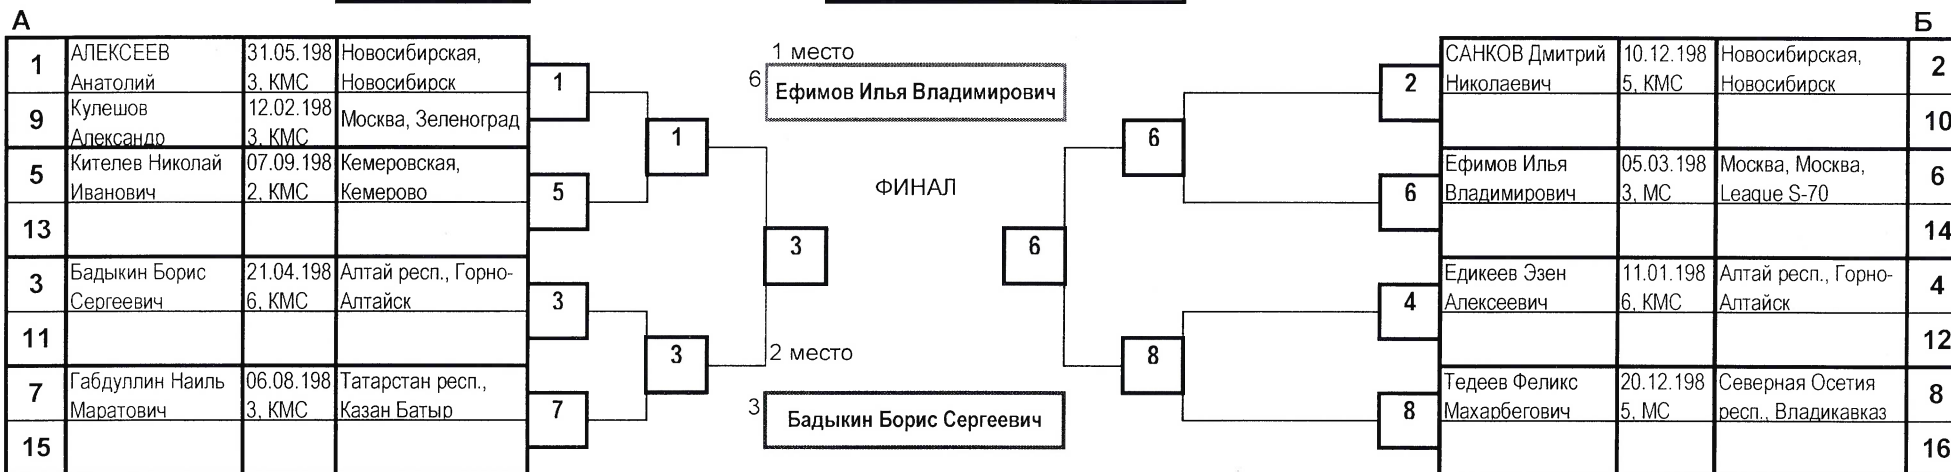 А
Б
1
АЛЕКСЕЕВ Анатолий
31.05.198 3, КМС
Новосибирская, Новосибирск
9
Кулешов Александр
12.02.198 3, КМС
Москва, Зеленоград
5
Кителев Николай Иванович
07.09.198 2, КМС
Кемеровская, Кемерово
13
3
Бадыкин Борис Сергеевич
21.04.198 6, КМС
Алтай респ., Горно-Алтайск
11
7
Габдуллин Наиль Маратович
06.08.198 3, КМС
Татарстан респ., Казан Батыр
15
1
5
3
7
1
3
3
1 место
6
Ефимов Илья Владимирович
ФИНАЛ
2 место
3
Бадыкин Борис Сергеевич
6
6
8
2
6
4
8
САНКОВ Дмитрий Николаевич
10.12.198 5, КМС
Новосибирская, Новосибирск
2
10
Ефимов Илья Владимирович
05.03.198 3, МС
Москва, Москва, League S-70
6
14
Едикеев Эзен Алексеевич
11.01.198 6, КМС
Алтай респ., Горно-Алтайск
4
12
Тедеев Феликс Махарбегович
20.12.198 5, МС
Северная Осетия респ., Владикавказ
8
16